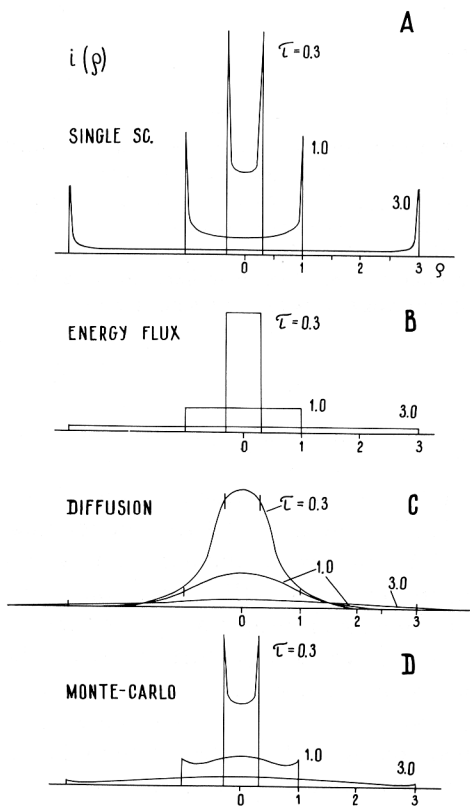 A
i (ρ)
τ = 0.3
SINGLE SC.
1.0
3.0
0 1 2 3 ρ
B
ENERGY FLUX
τ = 0.3
1.0
3.0
0 1 2 3
C
DIFFUSION
τ = 0.3
1.0
3.0
0 1 2 3
D
τ = 0.3
MONTE-CARLO
1.0
3.0
0 1 2 3